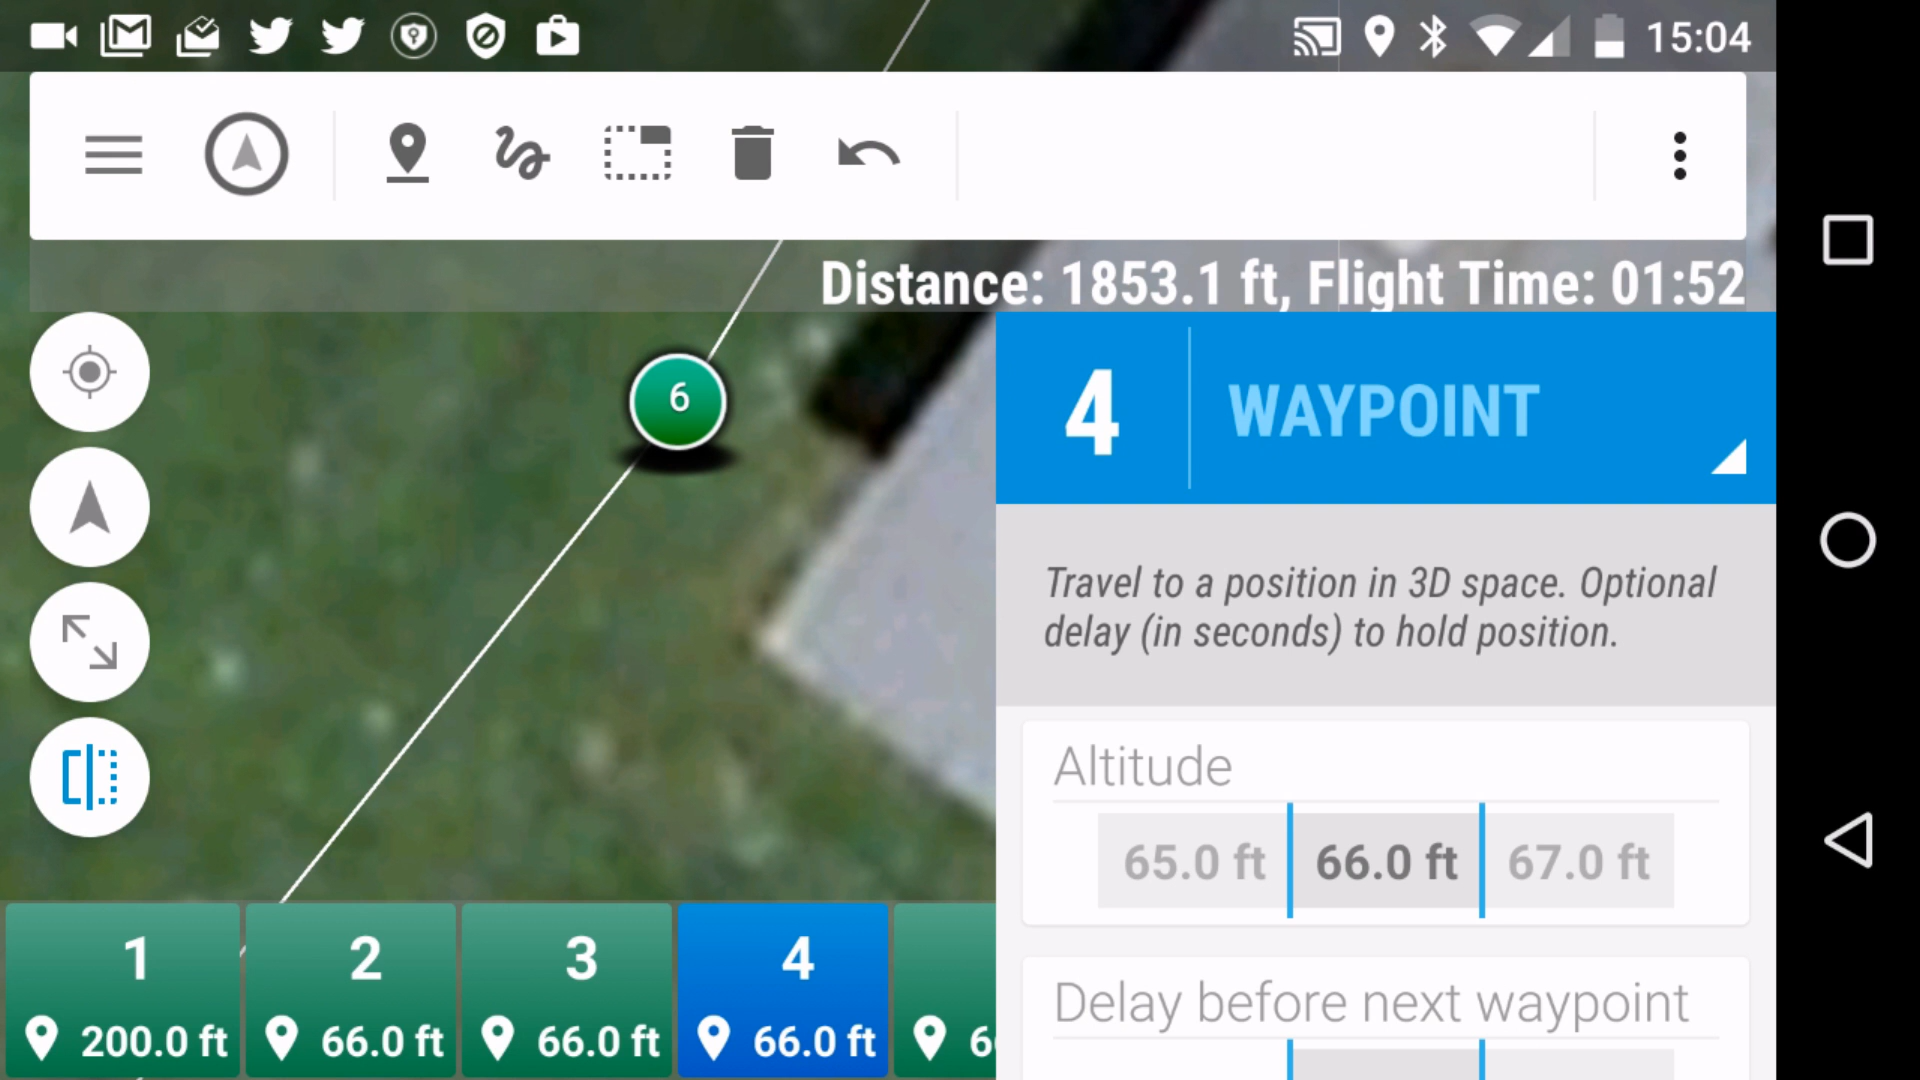 15:04
Distance: 1853.1 ft, Flight Time: 01:52
6
4 WAYPOINT
Travel to a position in 3D space. Optional
delay (in seconds) to hold position.
Altitude
65.0 ft 66.0 ft 67.0 ft
Delay before next waypoint
1 2 3 4
200.0 ft 66.0 ft 66.0 ft 66.0 ft